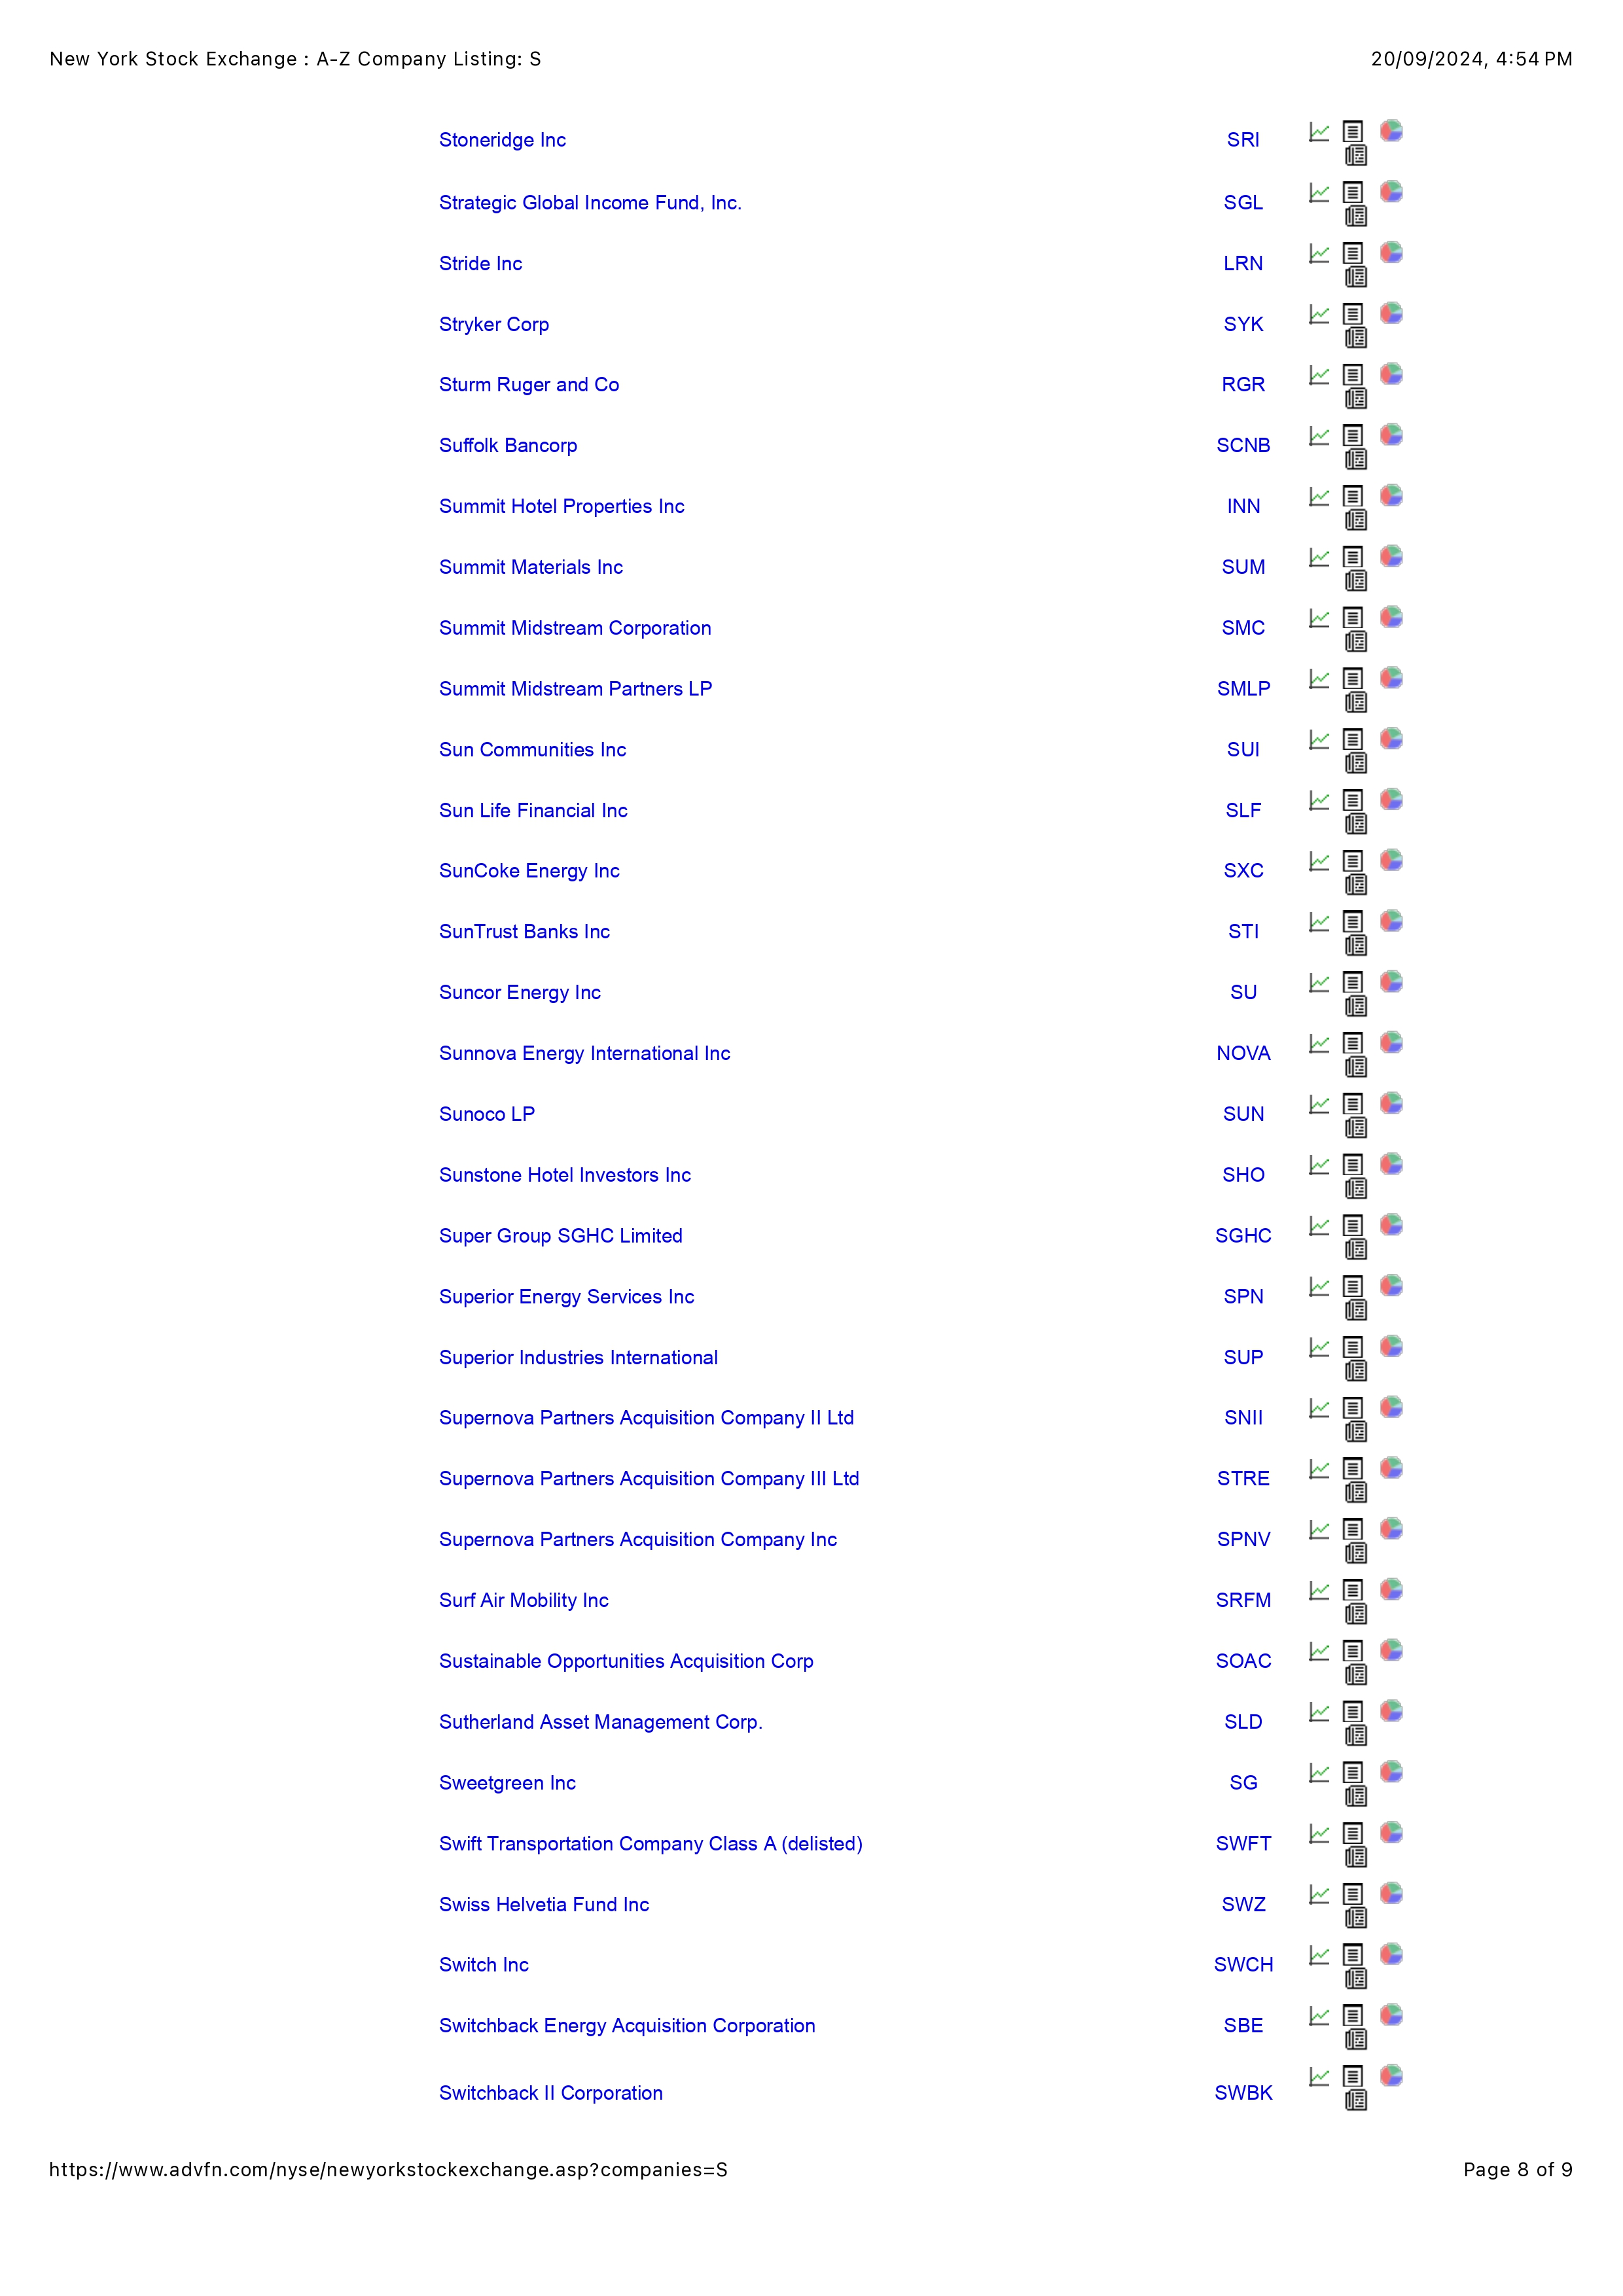 New York Stock Exchange : A-Z Company Listing: S 20/09/2024, 4:54 PM
Stoneridge Inc SRI
Strategic Global Income Fund, Inc. SGL
Stride Inc LRN
Stryker Corp SYK
Sturm Ruger and Co RGR
Suffolk Bancorp SCNB
Summit Hotel Properties Inc INN
Summit Materials Inc SUM
Summit Midstream Corporation SMC
Summit Midstream Partners LP SMLP
Sun Communities Inc SUI
Sun Life Financial Inc SLF
SunCoke Energy Inc SXC
SunTrust Banks Inc STI
Suncor Energy Inc SU
Sunnova Energy International Inc NOVA
Sunoco LP SUN
Sunstone Hotel Investors Inc SHO
Super Group SGHC Limited SGHC
Superior Energy Services Inc SPN
Superior Industries International SUP
Supernova Partners Acquisition Company II Ltd SNII
Supernova Partners Acquisition Company III Ltd STRE
Supernova Partners Acquisition Company Inc SPNV
Surf Air Mobility Inc SRFM
Sustainable Opportunities Acquisition Corp SOAC
Sutherland Asset Management Corp. SLD
Sweetgreen Inc SG
Swift Transportation Company Class A (delisted) SWFT
Swiss Helvetia Fund Inc SWZ
Switch Inc SWCH
Switchback Energy Acquisition Corporation SBE
Switchback II Corporation SWBK
https://www.advfn.com/nyse/newyorkstockexchange.asp?companies=S Page 8 of 9